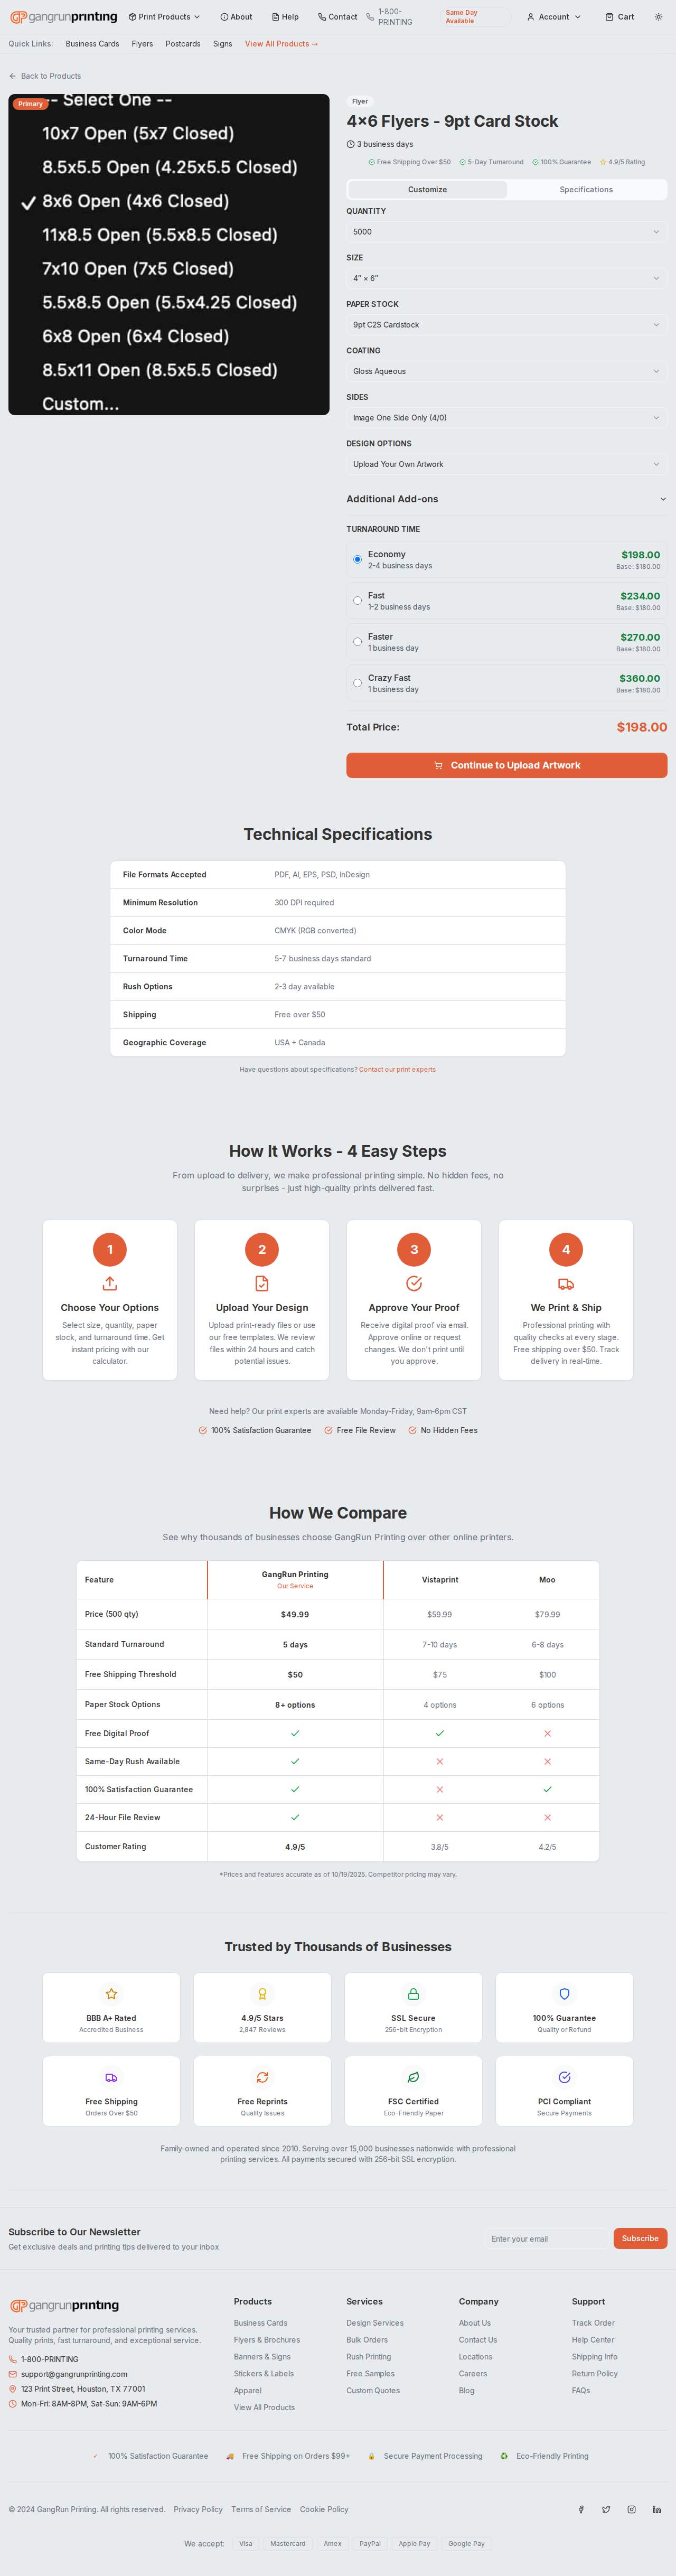 gangrunprinting
Print Products
About
Help
Contact
1-800-PRINTING
Same Day Available
Account
Cart
Quick Links:
Business Cards
Flyers
Postcards
Signs
View All Products →
Back to Products
Primary
-- Select One --
10x7 Open (5x7 Closed)
8.5x5.5 Open (4.25x5.5 Closed)
8x6 Open (4x6 Closed)
11x8.5 Open (5.5x8.5 Closed)
7x10 Open (7x5 Closed)
5.5x8.5 Open (5.5x4.25 Closed)
6x8 Open (6x4 Closed)
8.5x11 Open (8.5x5.5 Closed)
Custom...
Flyer
4x6 Flyers - 9pt Card Stock
3 business days
Free Shipping Over $50
5-Day Turnaround
100% Guarantee
4.9/5 Rating
Customize
Specifications
QUANTITY
5000
SIZE
4″ × 6″
PAPER STOCK
9pt C2S Cardstock
COATING
Gloss Aqueous
SIDES
Image One Side Only (4/0)
DESIGN OPTIONS
Upload Your Own Artwork
Additional Add-ons
TURNAROUND TIME
Economy
2-4 business days
$198.00
Base: $180.00
Fast
1-2 business days
$234.00
Base: $180.00
Faster
1 business day
$270.00
Base: $180.00
Crazy Fast
1 business day
$360.00
Base: $180.00
Total Price:
$198.00
Continue to Upload Artwork
Technical Specifications
File Formats Accepted
PDF, AI, EPS, PSD, InDesign
Minimum Resolution
300 DPI required
Color Mode
CMYK (RGB converted)
Turnaround Time
5-7 business days standard
Rush Options
2-3 day available
Shipping
Free over $50
Geographic Coverage
USA + Canada
Have questions about specifications? Contact our print experts
How It Works - 4 Easy Steps
From upload to delivery, we make professional printing simple. No hidden fees, no
surprises - just high-quality prints delivered fast.
1
Choose Your Options
Select size, quantity, paper
stock, and turnaround time. Get
instant pricing with our
calculator.
2
Upload Your Design
Upload print-ready files or use
our free templates. We review
files within 24 hours and catch
potential issues.
3
Approve Your Proof
Receive digital proof via email.
Approve online or request
changes. We don't print until
you approve.
4
We Print & Ship
Professional printing with
quality checks at every stage.
Free shipping over $50. Track
delivery in real-time.
Need help? Our print experts are available Monday-Friday, 9am-6pm CST
100% Satisfaction Guarantee
Free File Review
No Hidden Fees
How We Compare
See why thousands of businesses choose GangRun Printing over other online printers.
Feature
GangRun Printing
Our Service
Vistaprint
Moo
Price (500 qty)
$49.99
$59.99
$79.99
Standard Turnaround
5 days
7-10 days
6-8 days
Free Shipping Threshold
$50
$75
$100
Paper Stock Options
8+ options
4 options
6 options
Free Digital Proof
Same-Day Rush Available
100% Satisfaction Guarantee
24-Hour File Review
Customer Rating
4.9/5
3.8/5
4.2/5
*Prices and features accurate as of 10/19/2025. Competitor pricing may vary.
Trusted by Thousands of Businesses
BBB A+ Rated
Accredited Business
4.9/5 Stars
2,847 Reviews
SSL Secure
256-bit Encryption
100% Guarantee
Quality or Refund
Free Shipping
Orders Over $50
Free Reprints
Quality Issues
FSC Certified
Eco-Friendly Paper
PCI Compliant
Secure Payments
Family-owned and operated since 2010. Serving over 15,000 businesses nationwide with professional
printing services. All payments secured with 256-bit SSL encryption.
Subscribe to Our Newsletter
Get exclusive deals and printing tips delivered to your inbox
Enter your email
Subscribe
gangrunprinting
Your trusted partner for professional printing services.
Quality prints, fast turnaround, and exceptional service.
1-800-PRINTING
support@gangrunprinting.com
123 Print Street, Houston, TX 77001
Mon-Fri: 8AM-8PM, Sat-Sun: 9AM-6PM
Products
Business Cards
Flyers & Brochures
Banners & Signs
Stickers & Labels
Apparel
View All Products
Services
Design Services
Bulk Orders
Rush Printing
Free Samples
Custom Quotes
Company
About Us
Contact Us
Locations
Careers
Blog
Support
Track Order
Help Center
Shipping Info
Return Policy
FAQs
100% Satisfaction Guarantee
Free Shipping on Orders $99+
Secure Payment Processing
Eco-Friendly Printing
© 2024 GangRun Printing. All rights reserved.
Privacy Policy
Terms of Service
Cookie Policy
We accept:
Visa
Mastercard
Amex
PayPal
Apple Pay
Google Pay